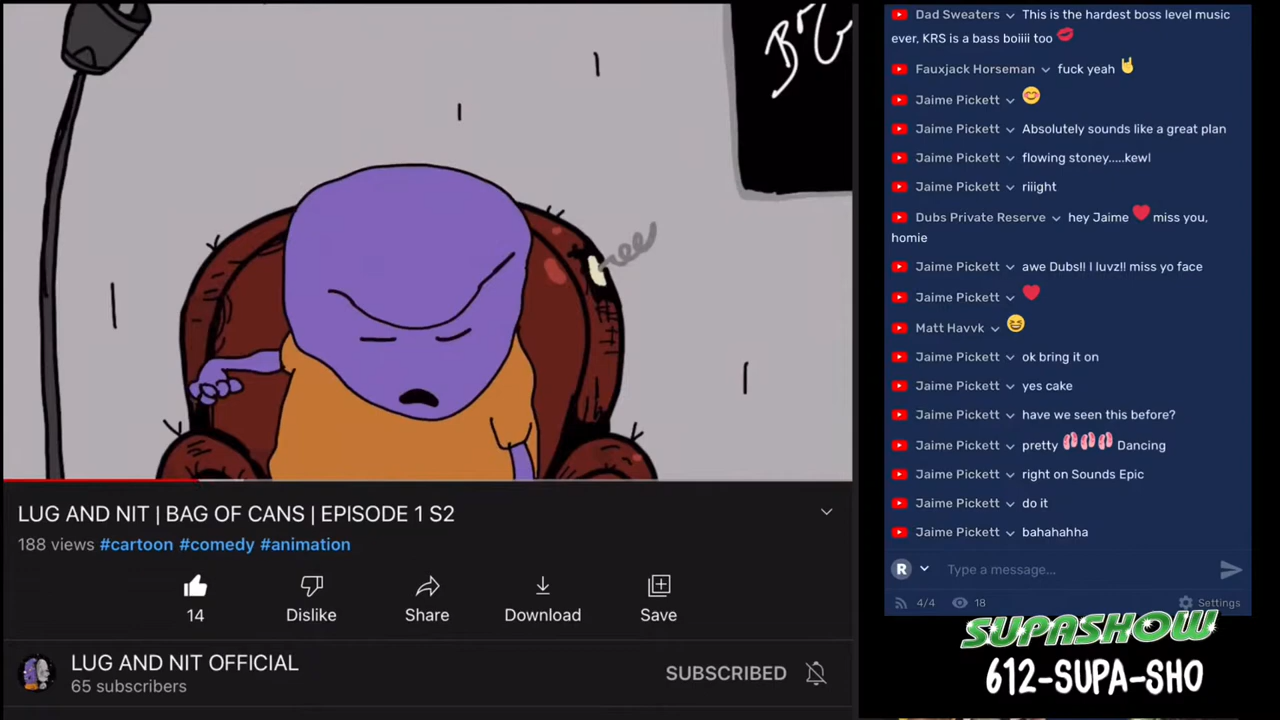 BrG
LUG AND NIT | BAG OF CANS | EPISODE 1 S2
188 views #cartoon #comedy #animation
14
Dislike
Share
Download
Save
LUG AND NIT OFFICIAL
65 subscribers
SUBSCRIBED
Dad Sweaters This is the hardest boss level music
ever, KRS is a bass boiiii too 💋
Fauxjack Horseman fuck yeah 🤘
Jaime Pickett 😊
Jaime Pickett Absolutely sounds like a great plan
Jaime Pickett flowing stoney.....kewl
Jaime Pickett riiight
Dubs Private Reserve hey Jaime ❤️ miss you,
homie
Jaime Pickett awe Dubs!! I luvz!! miss yo face
Jaime Pickett ❤️
Matt Havvk 😆
Jaime Pickett ok bring it on
Jaime Pickett yes cake
Jaime Pickett have we seen this before?
Jaime Pickett pretty Dancing
Jaime Pickett right on Sounds Epic
Jaime Pickett do it
Jaime Pickett bahahahha
R Type a message...
4/4 18 Settings
SUPASHOW
612-SUPA-SHO